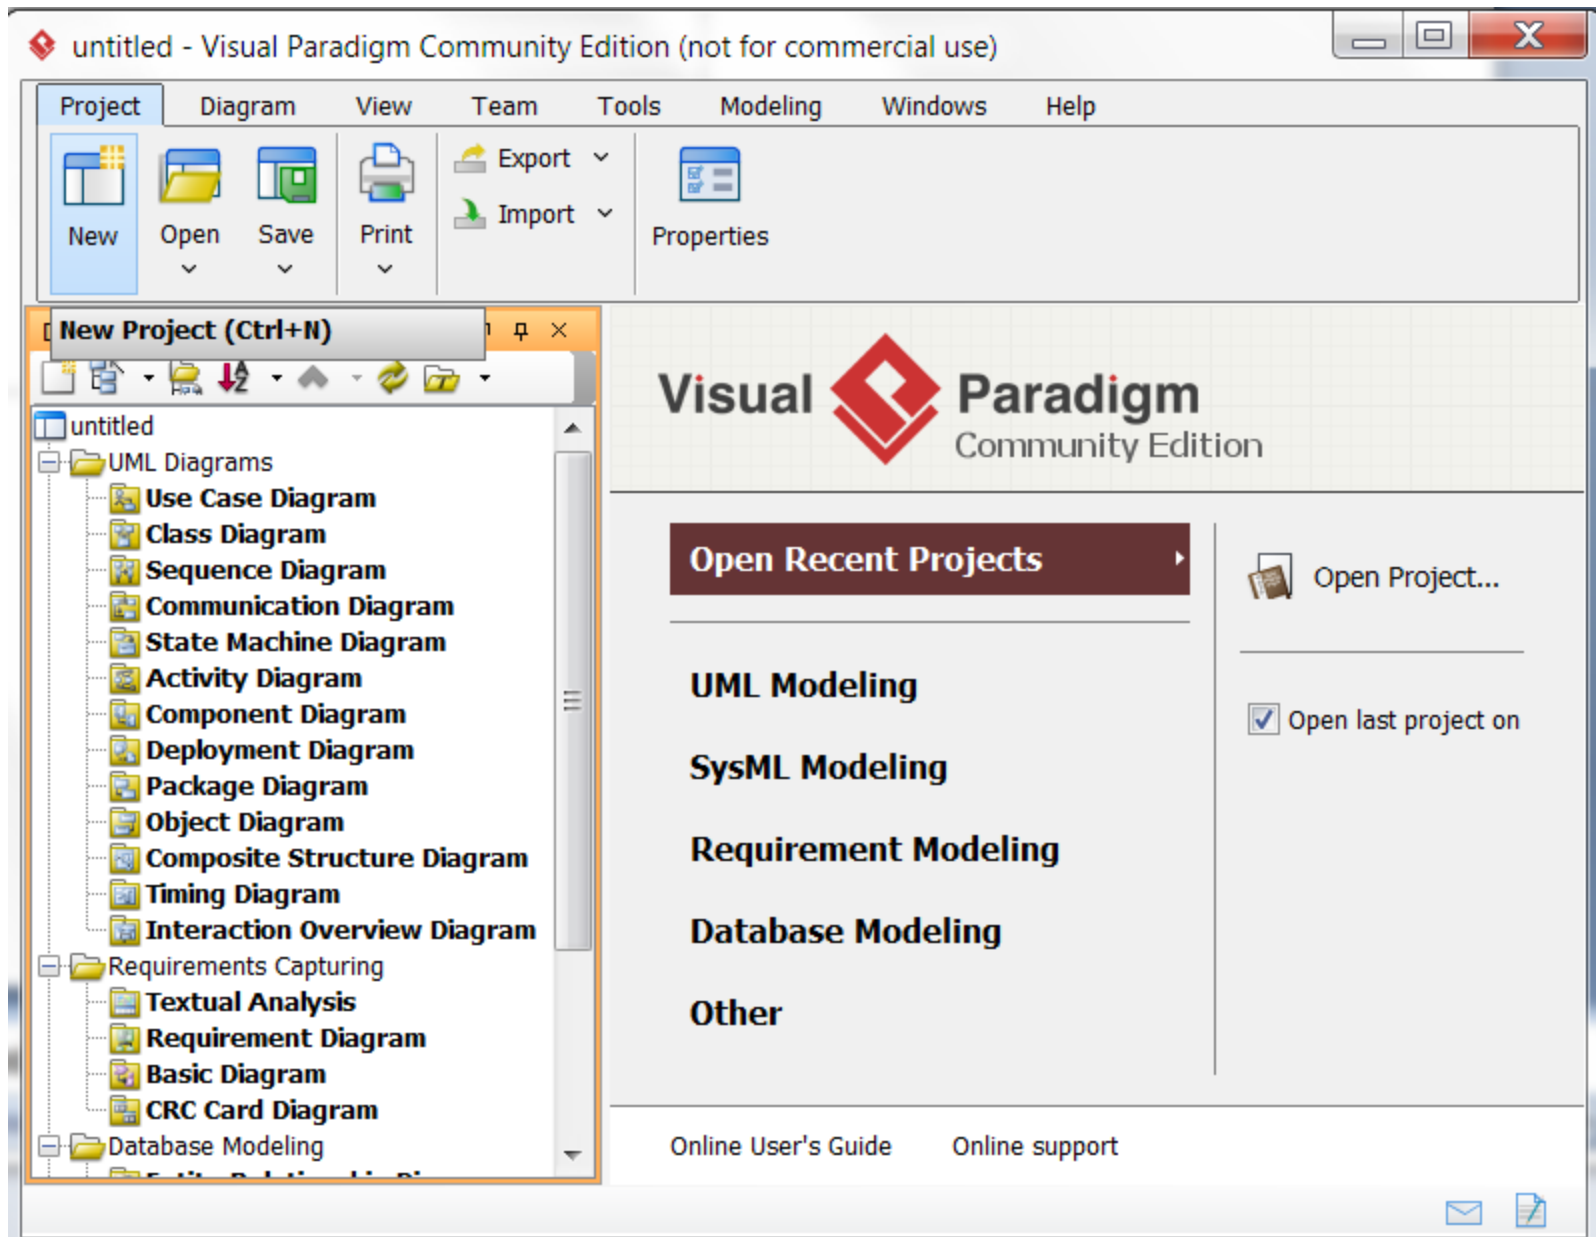 untitled - Visual Paradigm Community Edition (not for commercial use)
Project Diagram View Team Tools Modeling Windows Help
New Open Save Print Export Import Properties
New Project (Ctrl+N)
untitled
UML Diagrams
Use Case Diagram
Class Diagram
Sequence Diagram
Communication Diagram
State Machine Diagram
Activity Diagram
Component Diagram
Deployment Diagram
Package Diagram
Object Diagram
Composite Structure Diagram
Timing Diagram
Interaction Overview Diagram
Requirements Capturing
Textual Analysis
Requirement Diagram
Basic Diagram
CRC Card Diagram
Database Modeling
Visual Paradigm
Community Edition
Open Recent Projects
UML Modeling
SysML Modeling
Requirement Modeling
Database Modeling
Other
Open Project...
Open last project on
Online User's Guide Online support